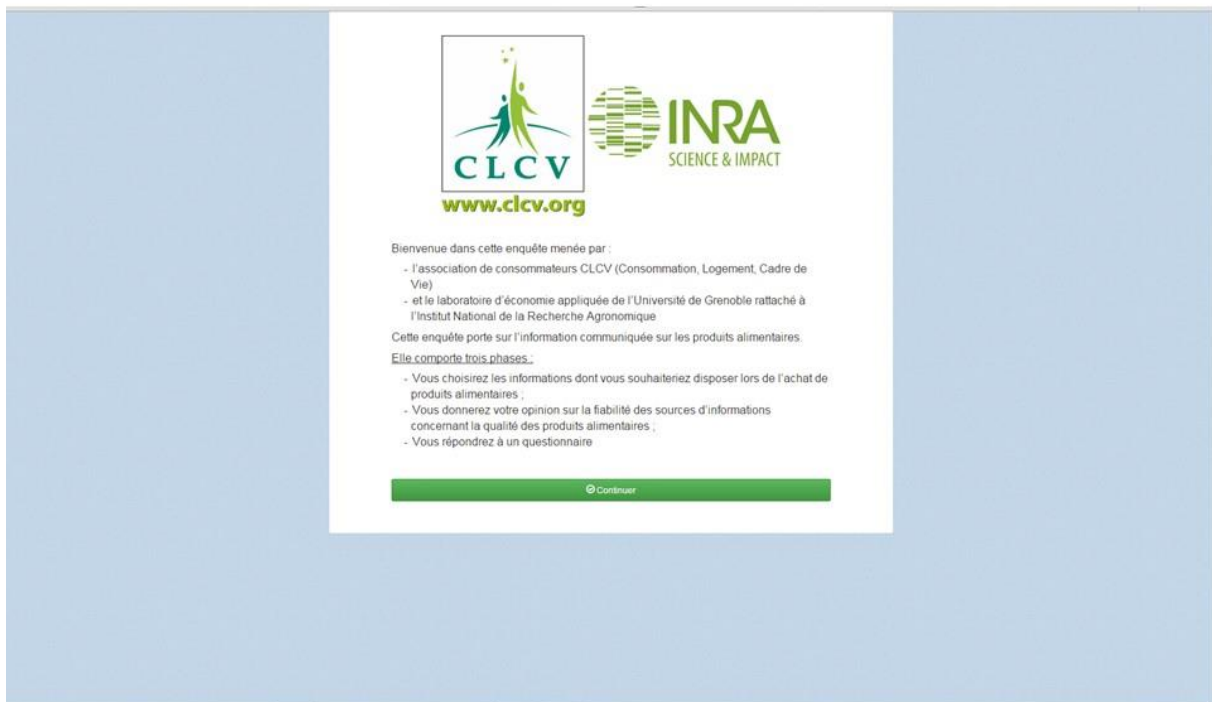 CLCV
www.clcv.org
INRA
SCIENCE & IMPACT
Bienvenue dans cette enquête menée par :
- l'association de consommateurs CLCV (Consommation, Logement, Cadre de
Vie)
- et le laboratoire d'économie appliquée de l'Université de Grenoble rattaché à
l'Institut National de la Recherche Agronomique
Cette enquête porte sur l'information communiquée sur les produits alimentaires.
Elle comporte trois phases :
- Vous choisirez les informations dont vous souhaiteriez disposer lors de l'achat de
produits alimentaires ;
- Vous donnerez votre opinion sur la fiabilité des sources d'informations
concernant la qualité des produits alimentaires ;
- Vous répondrez à un questionnaire
Continuer